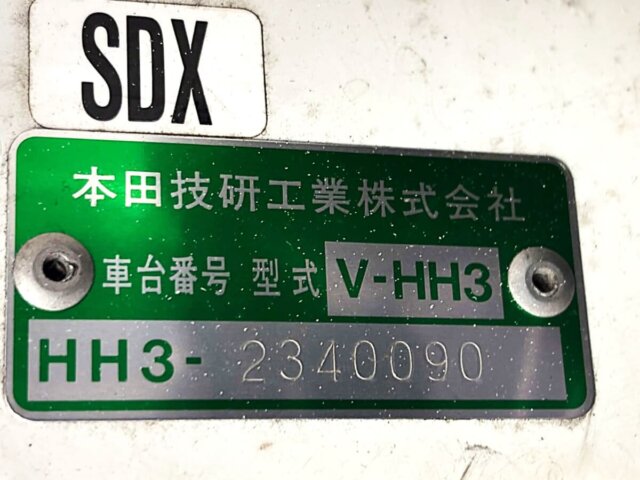 SDX
本田技研工業株式会社
車台番号 型式 V-HH3
HH3- 2340090